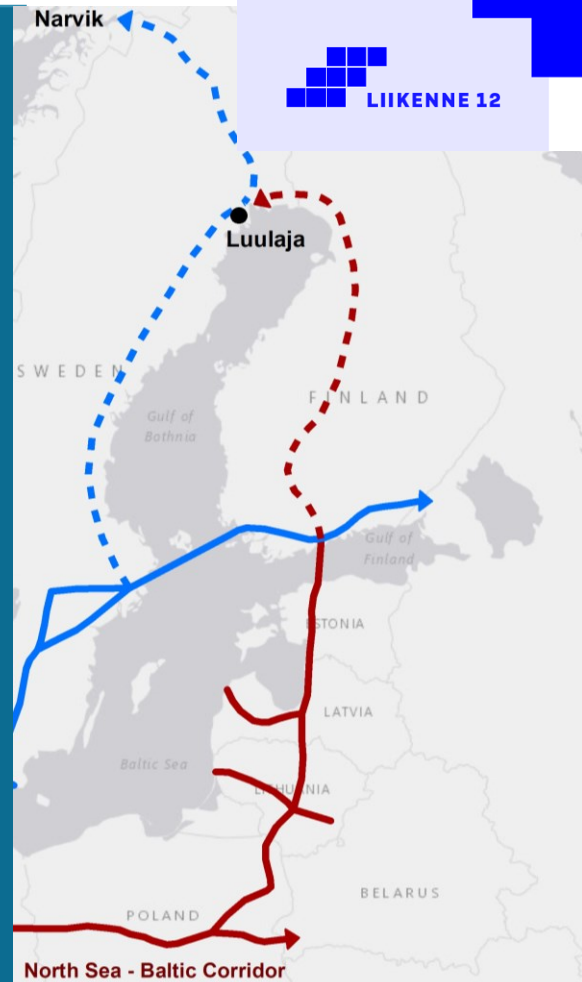 Narvik
LIIKENNE 12
Luulaja
SWEDEN
FINLAND
Gulf of
Bothnia
Gulf of
Finland
ESTONIA
LATVIA
Baltic Sea
LITHUANIA
BELARUS
POLAND
North Sea - Baltic Corridor